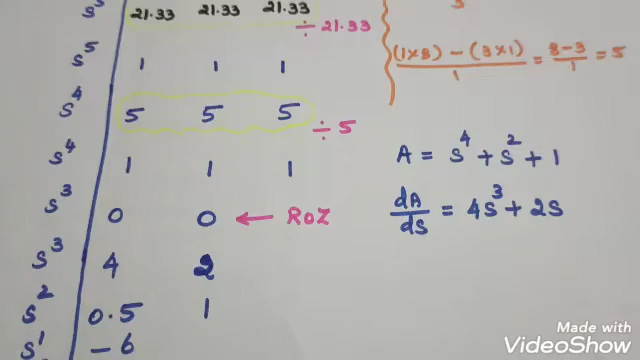 s⁵ 21.33 21.33 21.33
÷ 21.33
s⁵ 1 1 1
s⁴ 5 5 5
÷ 5
s⁴ 1 1 1
s³ 0 0 ← ROZ
s³ 4 2
s² 0.5 1
s¹ -6
(1×8) - (3×1) / 1 = 8-3 / 1 = 5
A = s⁴ + s² + 1
dA/ds = 4s³ + 2s
Made with
VideoShow